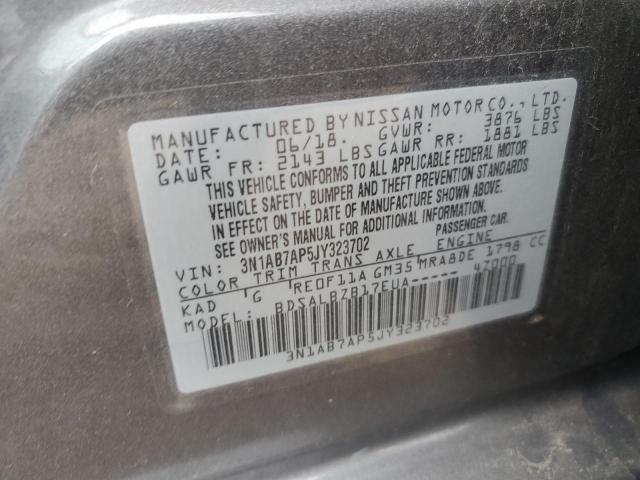 MANUFACTURED BY NISSAN MOTOR CO., LTD.
DATE: 06/18. GVWR: 3876 LBS
GAWR FR: 2143 LBS GAWR RR: 1881 LBS
THIS VEHICLE CONFORMS TO ALL APPLICABLE FEDERAL MOTOR
VEHICLE SAFETY, BUMPER AND THEFT PREVENTION STANDARDS
IN EFFECT ON THE DATE OF MANUFACTURE SHOWN ABOVE.
SEE OWNER'S MANUAL FOR ADDITIONAL INFORMATION.
VIN: 3N1AB7AP5JY323702 PASSENGER CAR.
COLOR TRIM TRANS AXLE ENGINE
KAD G RE0F11A GM35 MRA8DE 1798 CC
MODEL: BDSALBZB17EUA----- 4Z000
3N1AB7AP5JY323702